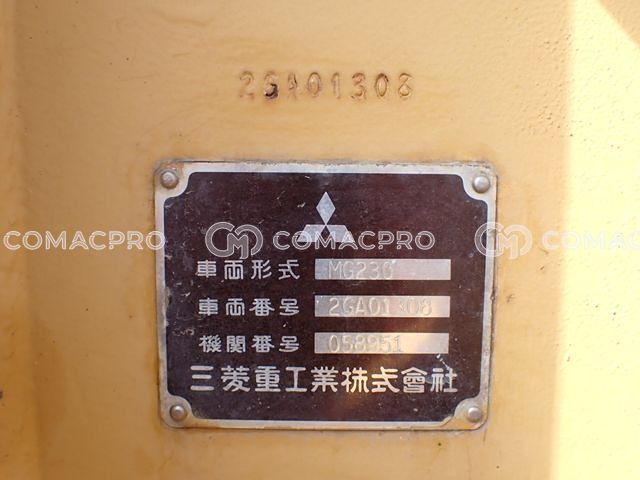 2GA01308
COMACPRO COMACPRO COMACPRO
車両形式 MG230
車両番号 2GA01308
機関番号 058951
三菱重工業株式會社